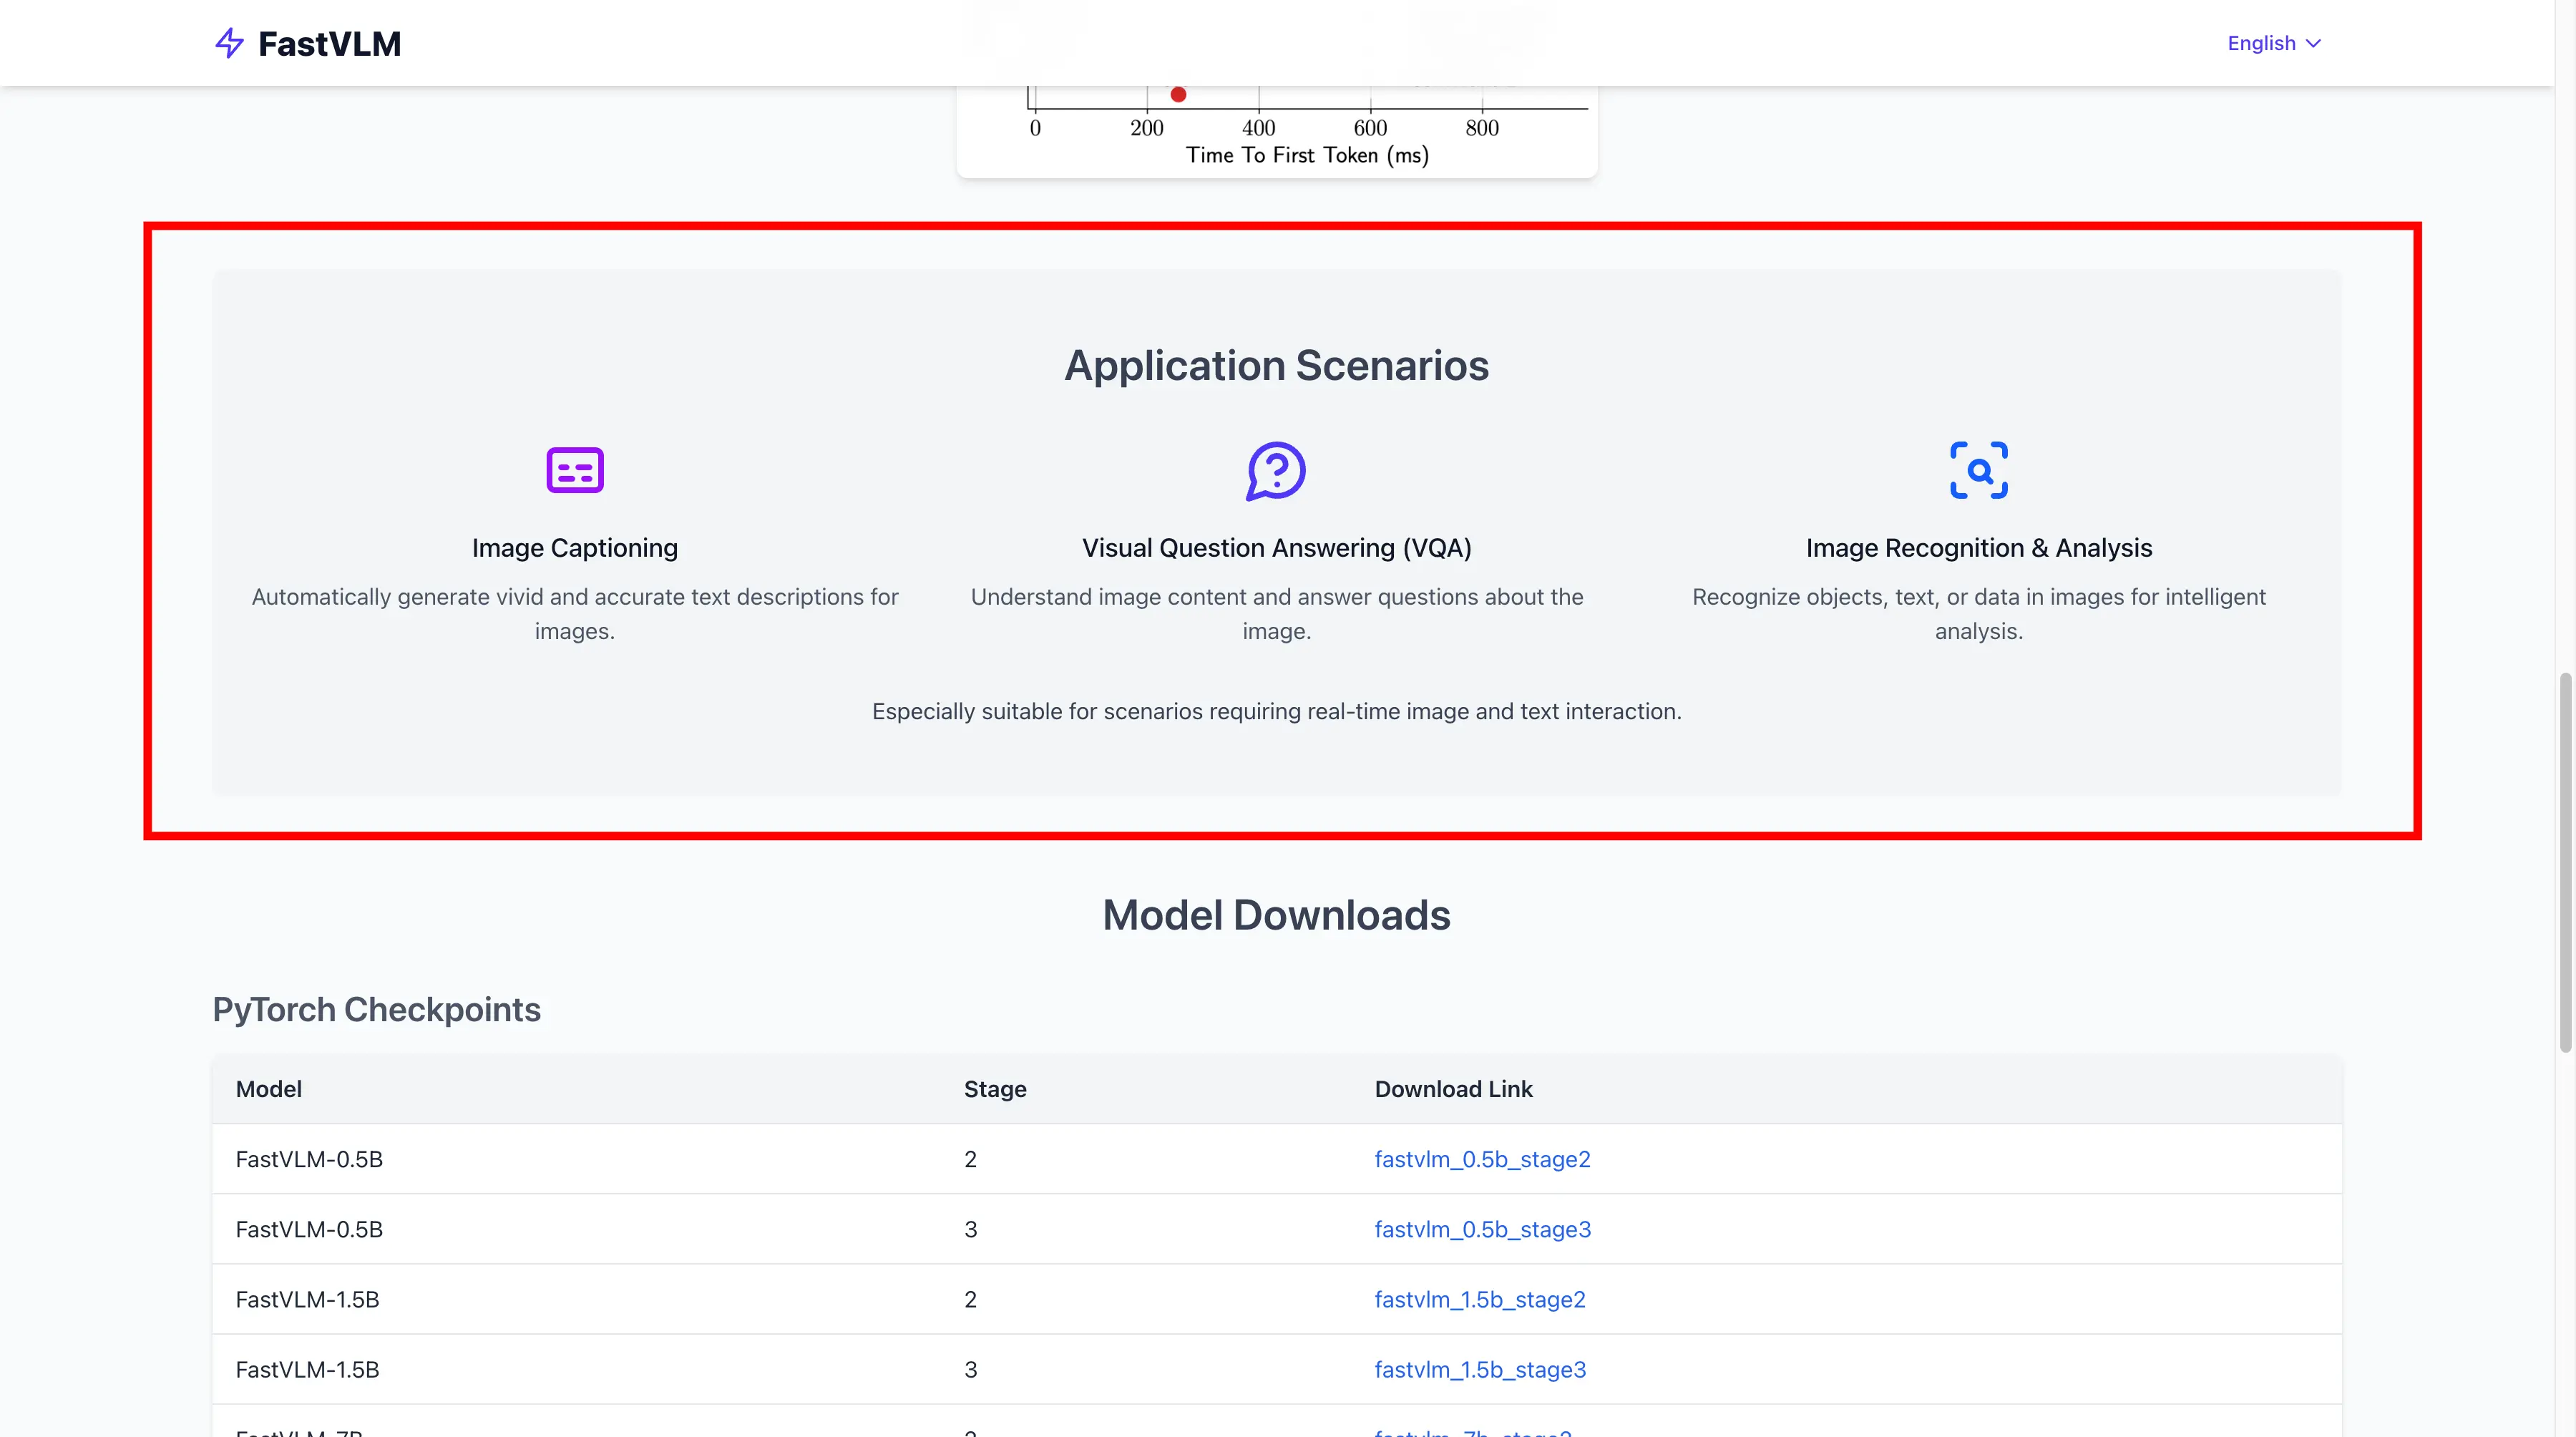 FastVLM
English
0 200 400 600 800
Time To First Token (ms)
Application Scenarios
Image Captioning
Automatically generate vivid and accurate text descriptions for
images.
Visual Question Answering (VQA)
Understand image content and answer questions about the
image.
Image Recognition & Analysis
Recognize objects, text, or data in images for intelligent
analysis.
Especially suitable for scenarios requiring real-time image and text interaction.
Model Downloads
PyTorch Checkpoints
Model Stage Download Link
FastVLM-0.5B 2 fastvlm_0.5b_stage2
FastVLM-0.5B 3 fastvlm_0.5b_stage3
FastVLM-1.5B 2 fastvlm_1.5b_stage2
FastVLM-1.5B 3 fastvlm_1.5b_stage3